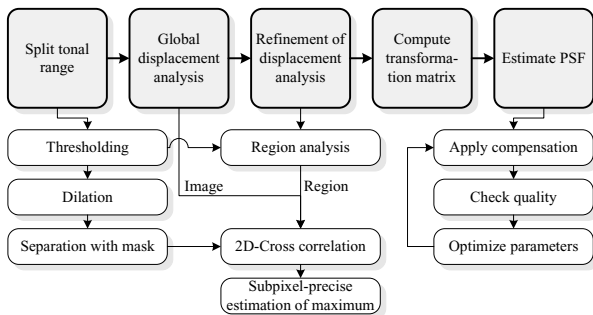 Split tonal
range
Global
displacement
analysis
Refinement of
displacement
analysis
Compute
transforma-
tion matrix
Estimate PSF
Thresholding
Region analysis
Apply compensation
Image
Region
Dilation
Check quality
Separation with mask
2D-Cross correlation
Optimize parameters
Subpixel-precise
estimation of maximum